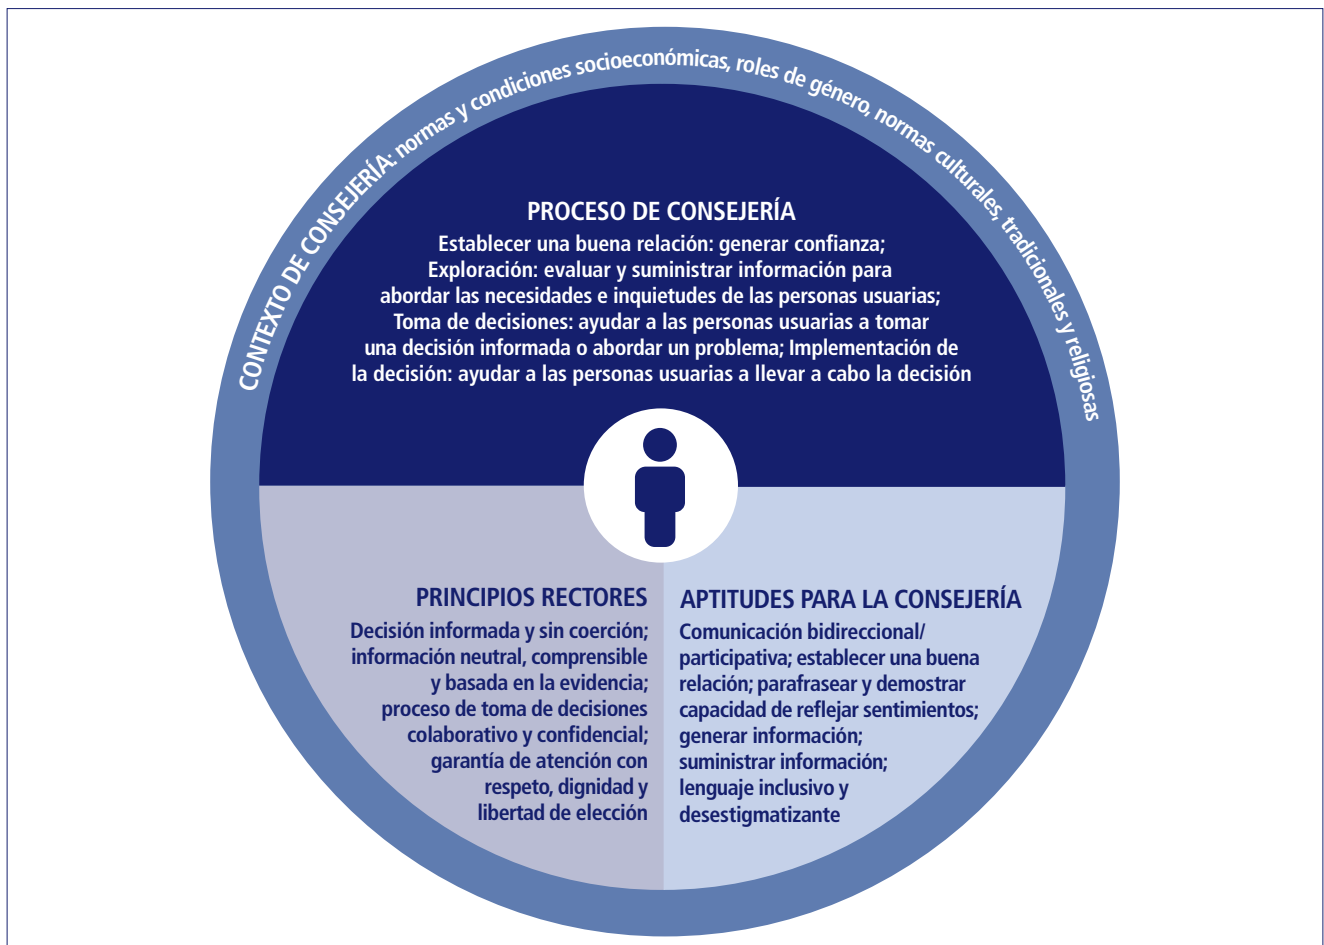 CONTEXTO DE CONSEJERÍA: normas y condiciones socioeconómicas, roles de género, normas culturales, tradicionales y religiosas
PROCESO DE CONSEJERÍA
Establecer una buena relación: generar confianza;
Exploración: evaluar y suministrar información para
abordar las necesidades e inquietudes de las personas usuarias;
Toma de decisiones: ayudar a las personas usuarias a tomar
una decisión informada o abordar un problema; Implementación de
la decisión: ayudar a las personas usuarias a llevar a cabo la decisión
PRINCIPIOS RECTORES
Decisión informada y sin coerción;
información neutral, comprensible
y basada en la evidencia;
proceso de toma de decisiones
colaborativo y confidencial;
garantía de atención con
respeto, dignidad y
libertad de elección
APTITUDES PARA LA CONSEJERÍA
Comunicación bidireccional/
participativa; establecer una buena
relación; parafrasear y demostrar
capacidad de reflejar sentimientos;
generar información;
suministrar información;
lenguaje inclusivo y
desestigmatizante